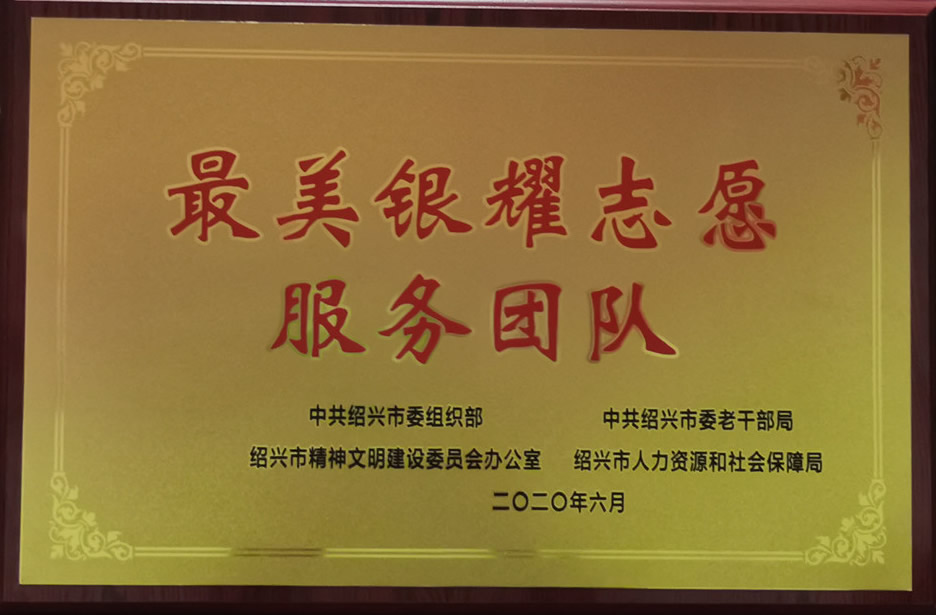 最美银耀志愿
服务团队
中共绍兴市委组织部 中共绍兴市委老干部局
绍兴市精神文明建设委员会办公室 绍兴市人力资源和社会保障局
二〇二〇年六月